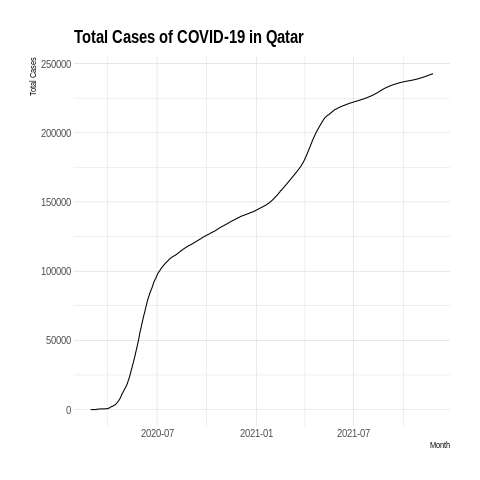 Total Cases of COVID-19 in Qatar
Total Cases
250000
200000
150000
100000
50000
0
2020-07 2021-01 2021-07
Month